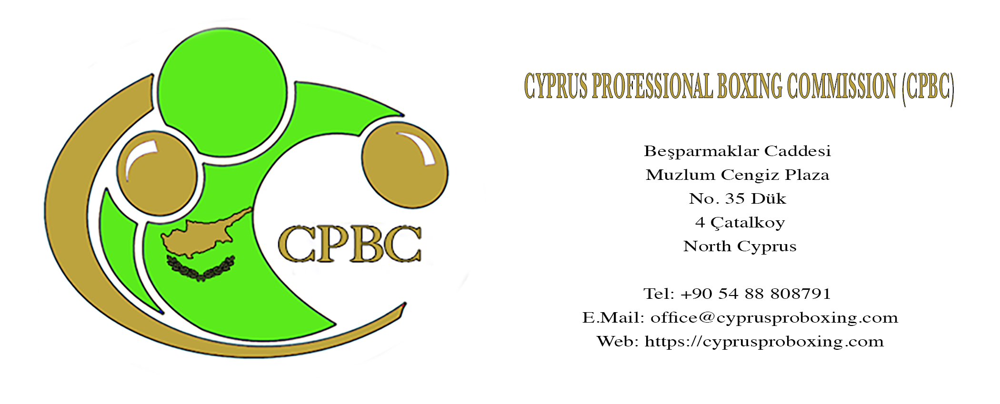 CPBC
CYPRUS PROFESSIONAL BOXING COMMISSION (CPBC)
Beşparmaklar Caddesi
Muzlum Cengiz Plaza
No. 35 Dük
4 Çatalkoy
North Cyprus
Tel: +90 54 88 808791
E.Mail: office@cyprusproboxing.com
Web: https://cyprusproboxing.com